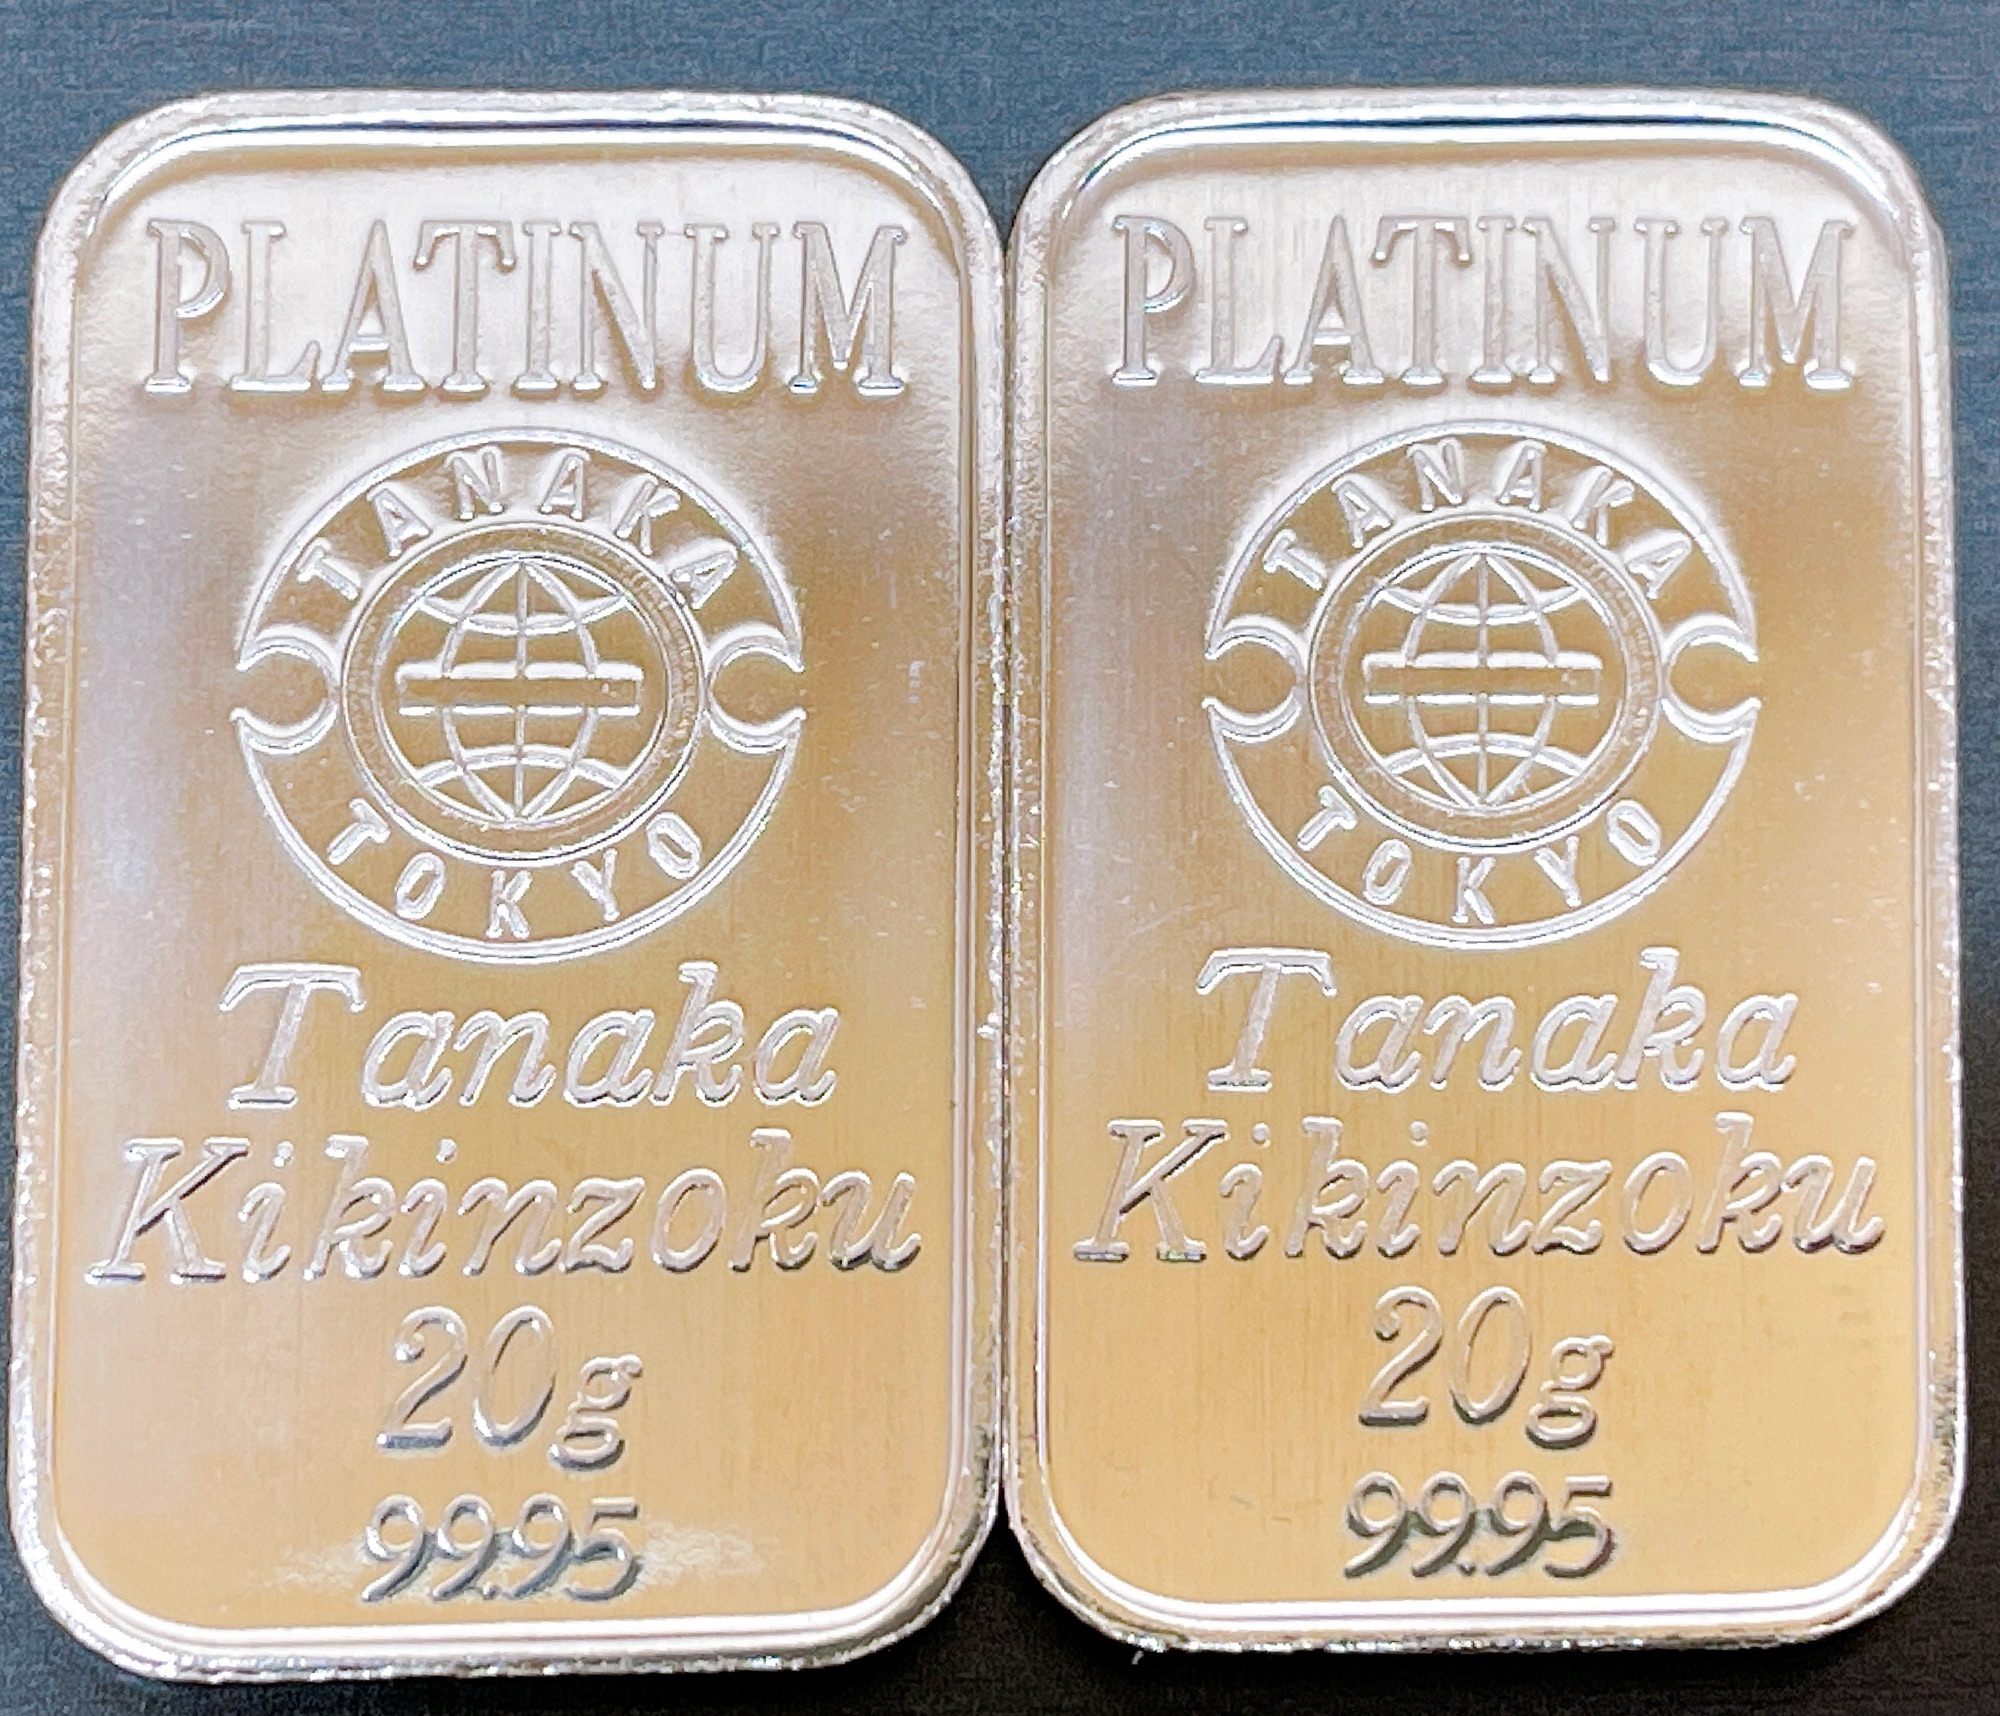 PLATINUM
TANAKA
TOKYO
Tanaka
Kikinzoku
20g
99.95
PLATINUM
TANAKA
TOKYO
Tanaka
Kikinzoku
20g
99.95